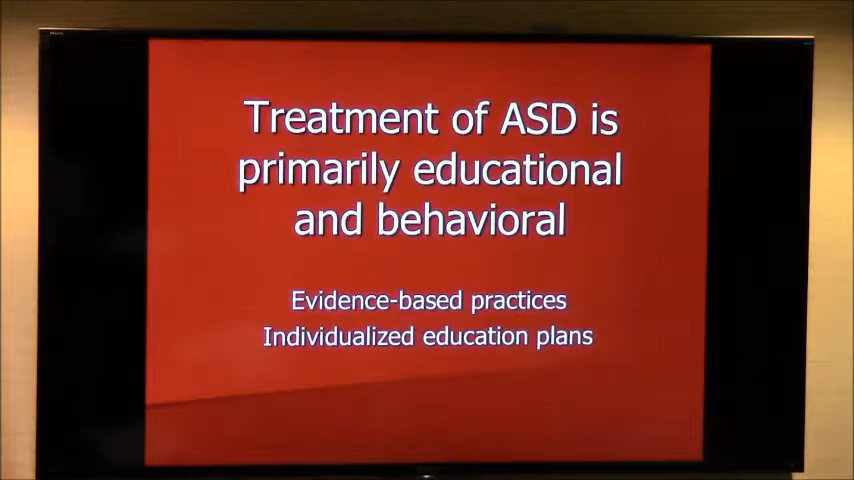 Treatment of ASD is
primarily educational
and behavioral
Evidence-based practices
Individualized education plans